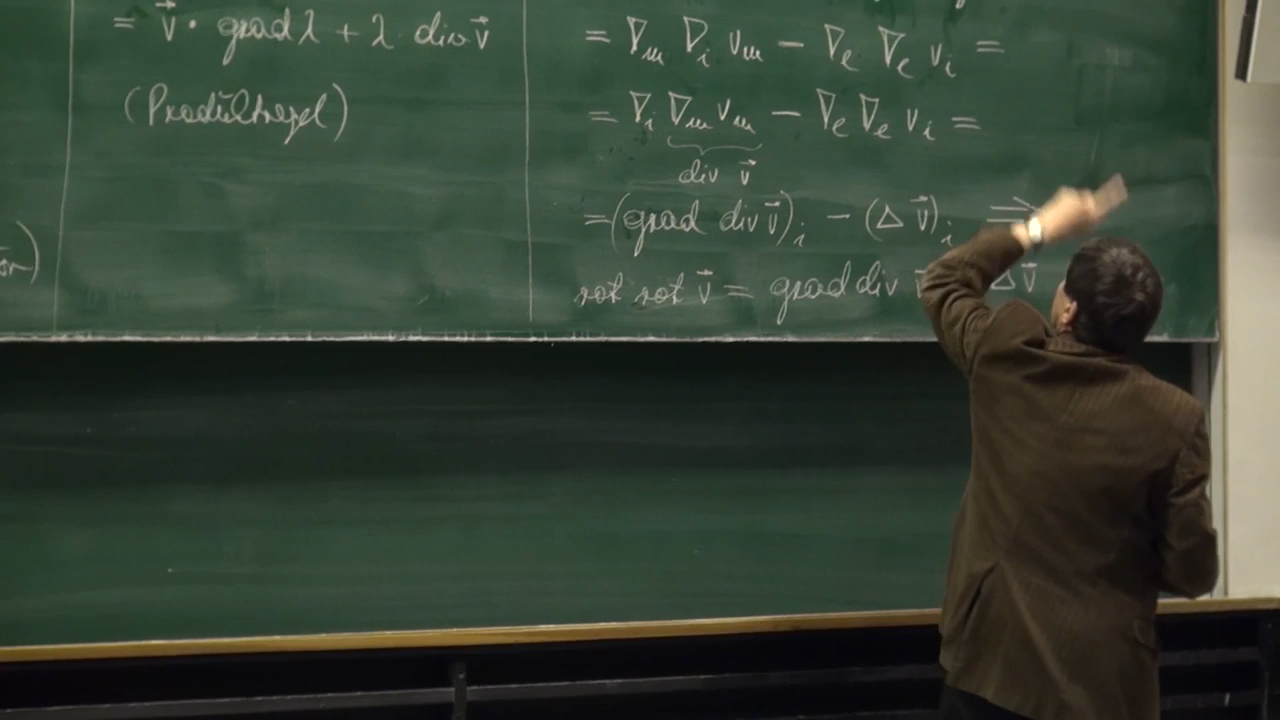 = v⃗ · grad λ + λ · div v⃗
(Produktregel)
= ∇ₘ ∇ᵢ vₘ − ∇ₑ ∇ₑ vᵢ =
= ∇ᵢ ∇ₘ vₘ − ∇ₑ ∇ₑ vᵢ =
div v⃗
= (grad div v⃗)ᵢ − (Δ v⃗)ᵢ ⇒
rot rot v⃗ = grad div Δ v⃗